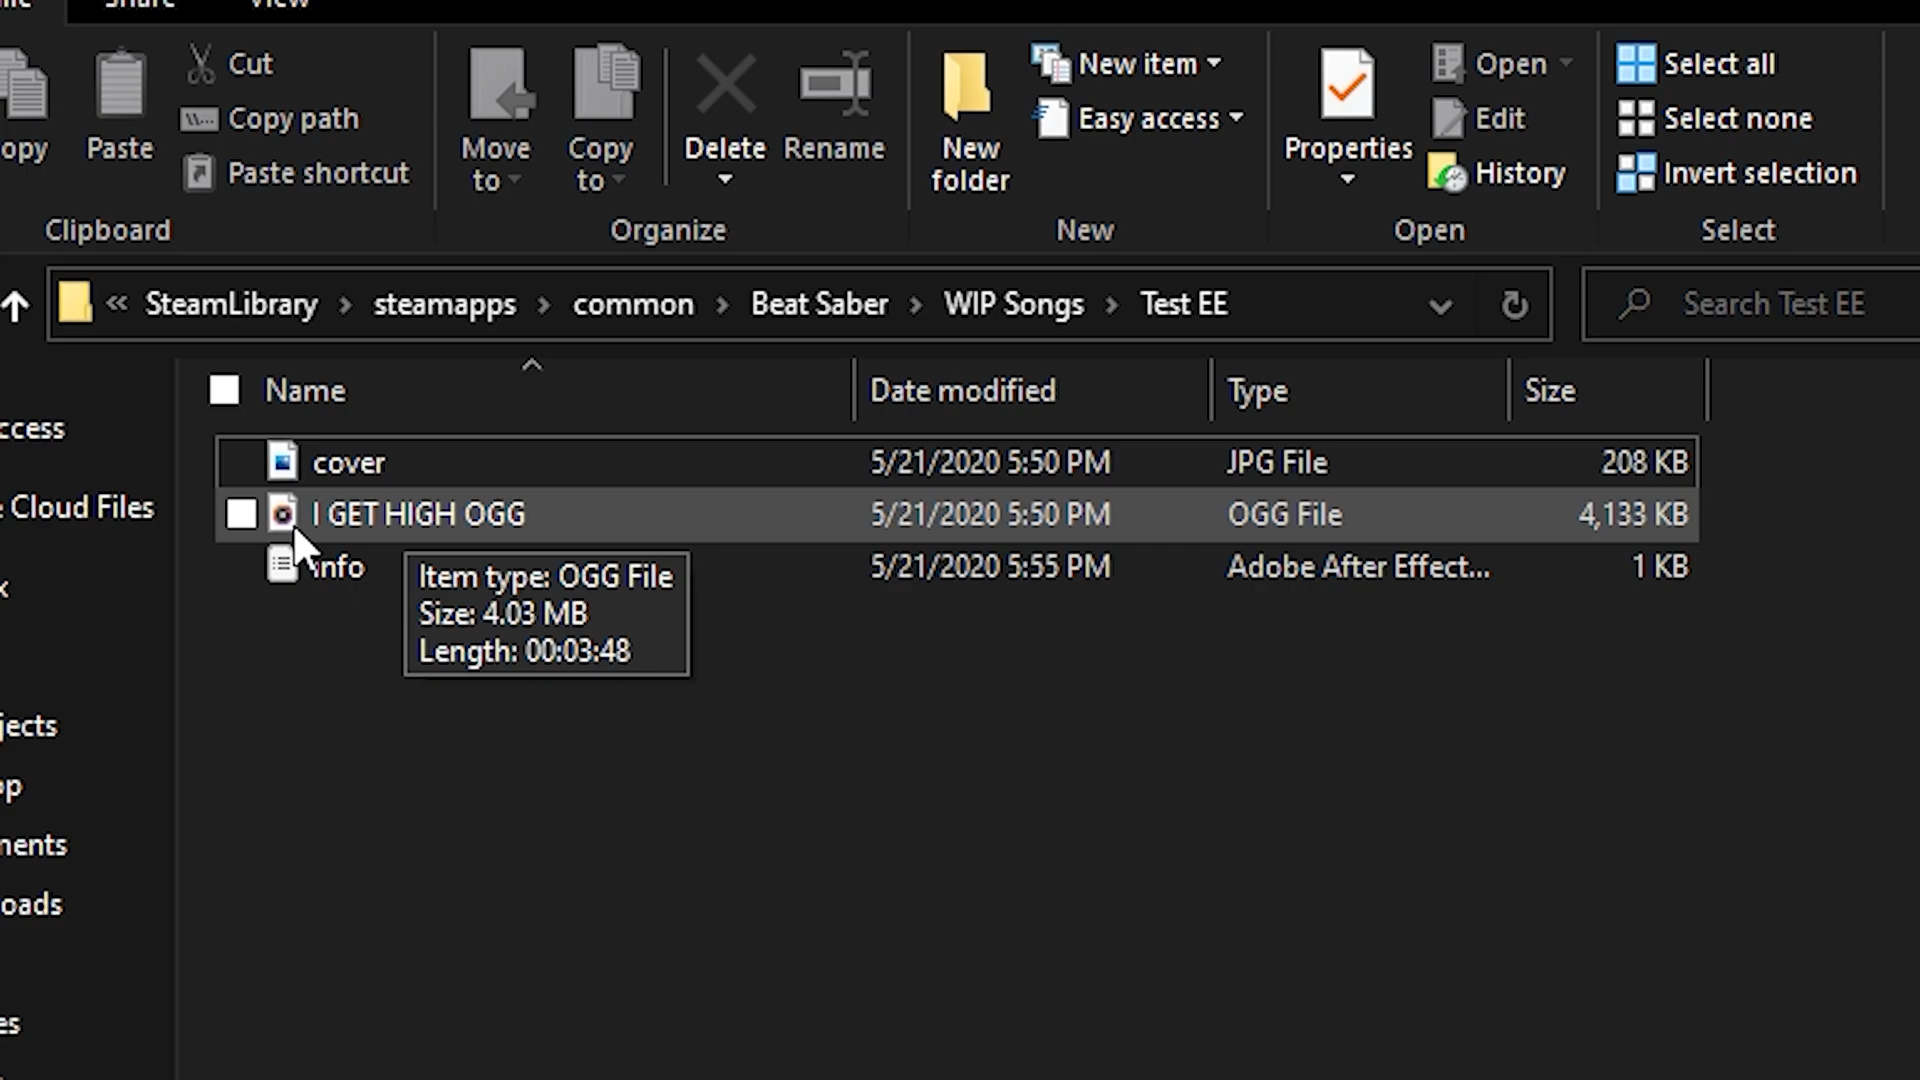 Share View
Cut
Copy path
Paste shortcut
opy
Paste
Move to
Copy to
Delete
Rename
New folder
New item
Easy access
Properties
Open
Edit
History
Select all
Select none
Invert selection
Clipboard Organize New Open Select
« SteamLibrary > steamapps > common > Beat Saber > WIP Songs > Test EE
Search Test EE
Name Date modified Type Size
ccess
cover 5/21/2020 5:50 PM JPG File 208 KB
Cloud Files
I GET HIGH OGG 5/21/2020 5:50 PM OGG File 4,133 KB
x
info 5/21/2020 5:55 PM Adobe After Effect... 1 KB
Item type: OGG File
Size: 4.03 MB
Length: 00:03:48
jects
op
ments
oads
es